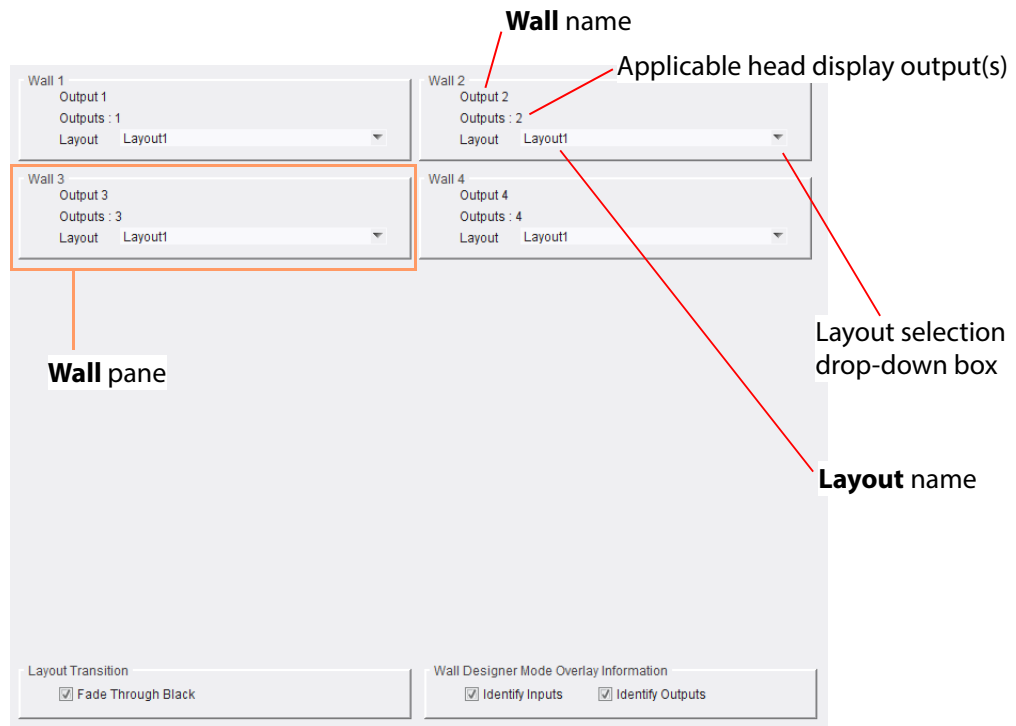 Wall name
Applicable head display output(s)
Wall 1
Output 1
Outputs : 1
Layout Layout1
Wall 2
Output 2
Outputs : 2
Layout Layout1
Wall 3
Output 3
Outputs : 3
Layout Layout1
Wall 4
Output 4
Outputs : 4
Layout Layout1
Layout selection
drop-down box
Wall pane
Layout name
Layout Transition
Fade Through Black
Wall Designer Mode Overlay Information
Identify Inputs Identify Outputs